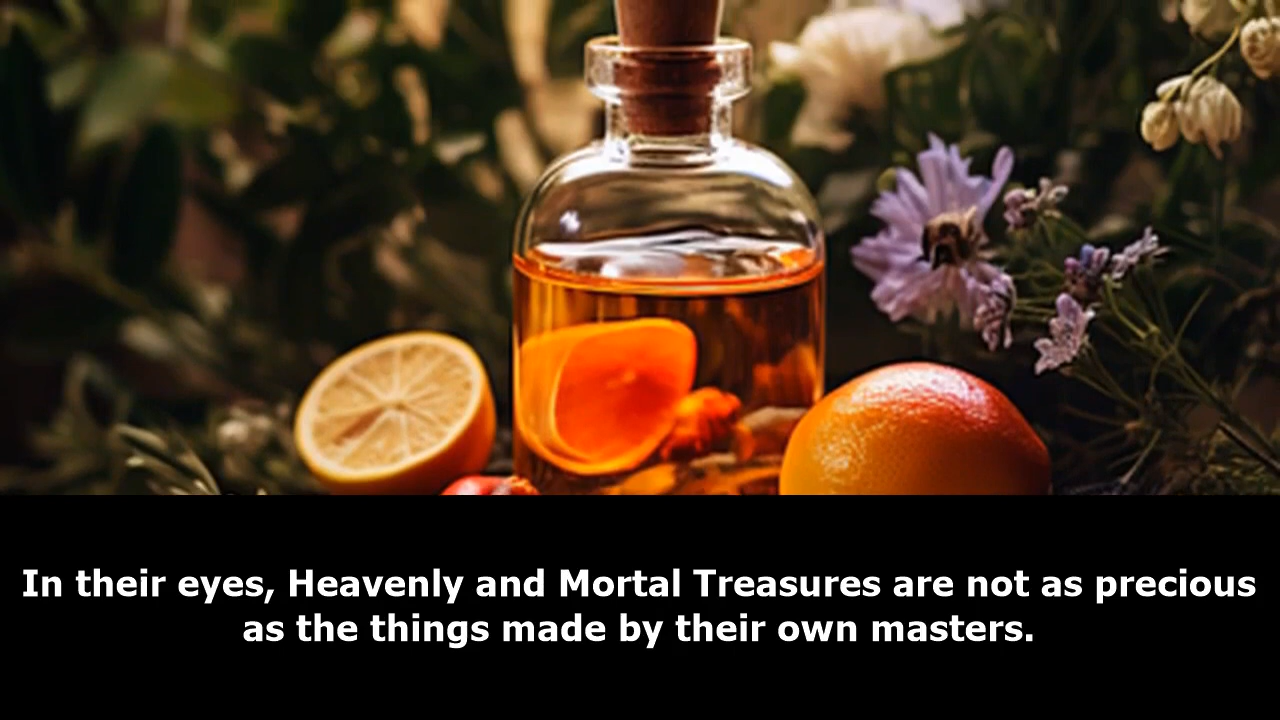 In their eyes, Heavenly and Mortal Treasures are not as precious
as the things made by their own masters.